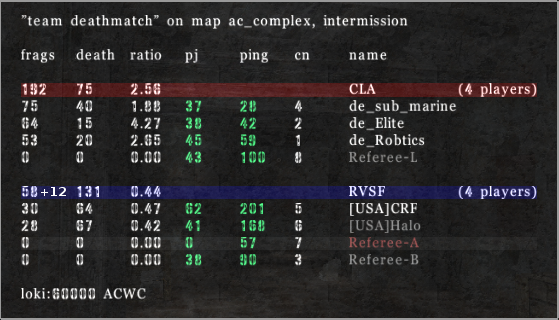 "team deathmatch" on map ac_complex, intermission
frags death ratio pj ping cn name
192 75 2.56 CLA (4 players)
75 40 1.88 37 28 4 de_sub_marine
64 15 4.27 38 42 2 de_Elite
53 20 2.65 45 59 1 de_Robtics
0 0 0.00 43 100 8 Referee-L
58+12 131 0.44 RVSF (4 players)
30 64 0.47 62 201 5 [USA]CRF
28 67 0.42 41 168 6 [USA]Halo
0 0 0.00 0 57 7 Referee-A
0 0 0.00 38 90 3 Referee-B
loki:60000 ACWC